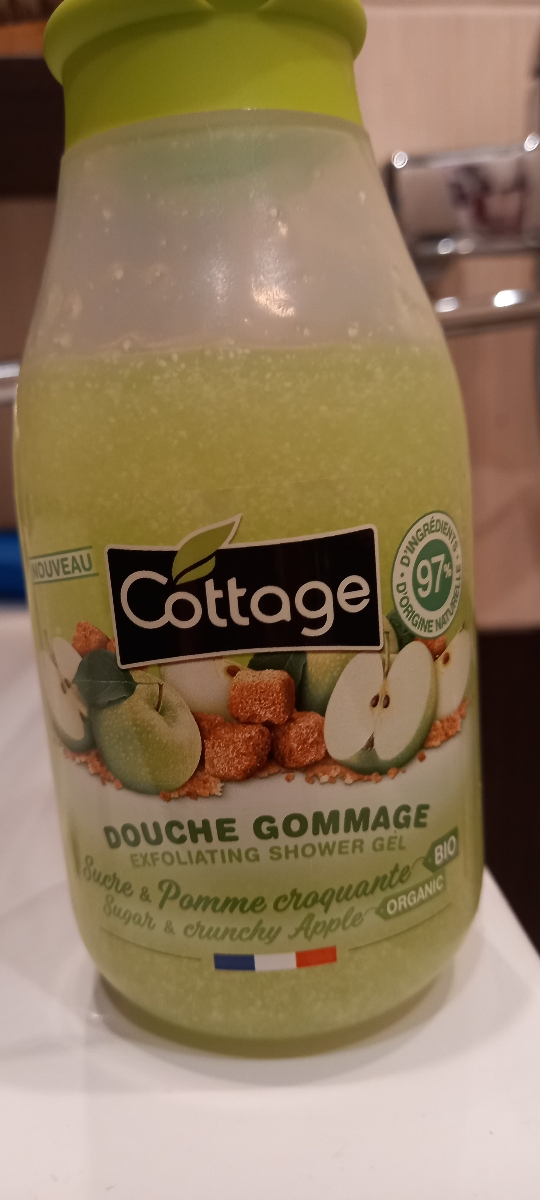 NOUVEAU
Cottage
D'INGRÉDIENTS
97%
D'ORIGINE NATURELLE
DOUCHE GOMMAGE
EXFOLIATING SHOWER GEL
Sucre & Pomme croquante BIO
Sugar & crunchy Apple ORGANIC